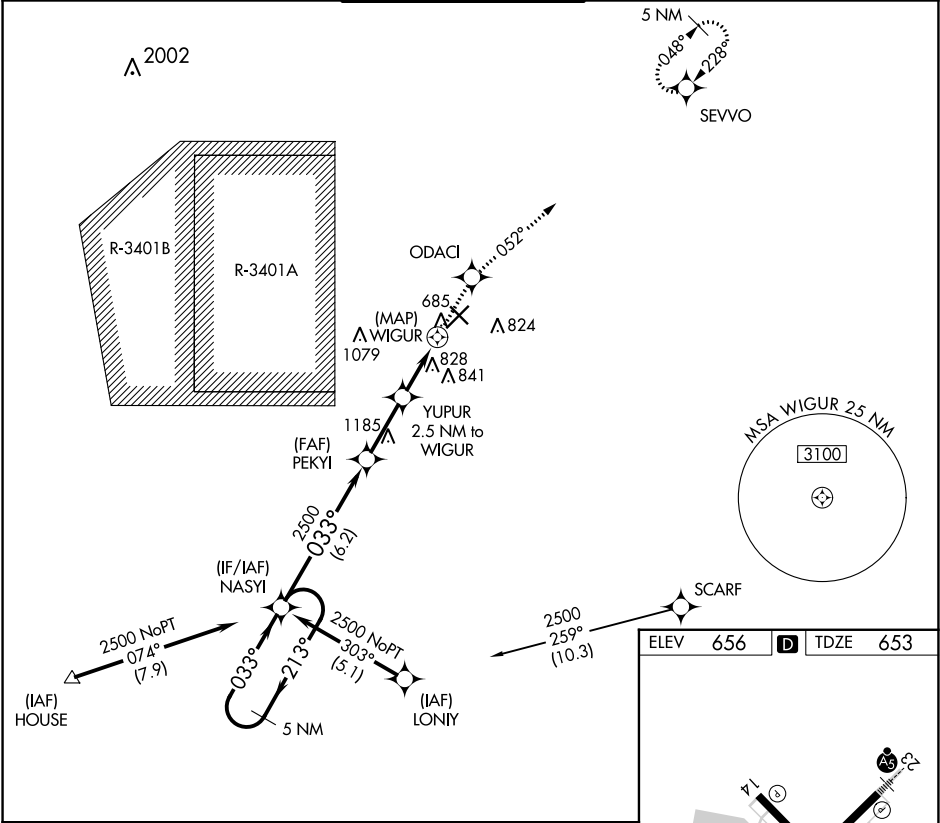 5 NM
048°
228°
SEVVO
2002
R-3401B
R-3401A
ODACI
052°
685
(MAP)
WIGUR
824
1079
828
841
YUPUR
2.5 NM to
WIGUR
1185
(FAF)
PEKYI
MSA WIGUR 25 NM
3100
2500
033°
(6.2)
(IF/IAF)
NASYI
2500 NoPT
074°
(7.9)
(IAF)
HOUSE
033°
213°
5 NM
2500 NoPT
303°
(5.1)
(IAF)
LONIY
SCARF
2500
259°
(10.3)
ELEV 656 D TDZE 653
14
P
A5
23
P